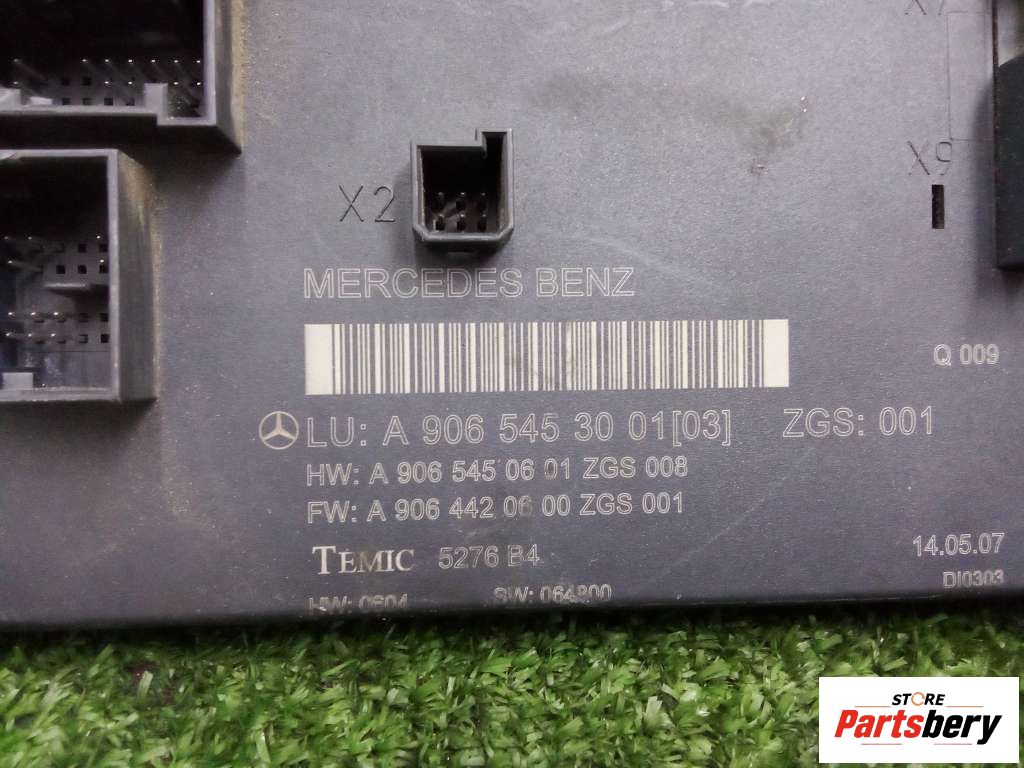 X9
X2
MERCEDES BENZ
Q 009
LU: A 906 545 30 01[03] ZGS: 001
HW: A 906 545 06 01 ZGS 008
FW: A 906 442 06 00 ZGS 001
TEMIC 5276 B4
14.05.07
DI0303
HW: 0604 SW: 064800
STORE
Partsbery